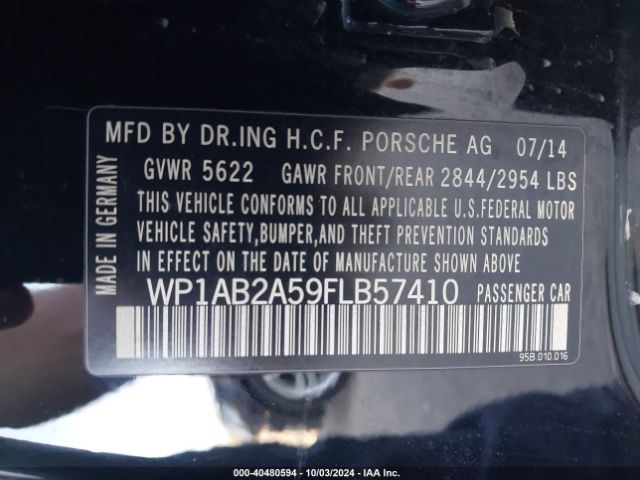 MFD BY DR.ING H.C.F. PORSCHE AG 07/14
GVWR 5622 GAWR FRONT/REAR 2844/2954 LBS
THIS VEHICLE CONFORMS TO ALL APPLICABLE U.S.FEDERAL MOTOR
VEHICLE SAFETY,BUMPER,AND THEFT PREVENTION STANDARDS
IN EFFECT ON THE DATE OF MANUFACTURE SHOWN ABOVE.
WP1AB2A59FLB57410 PASSENGER CAR
95B.010.016
MADE IN GERMANY
000-40480594 - 10/03/2024 - IAA Inc.